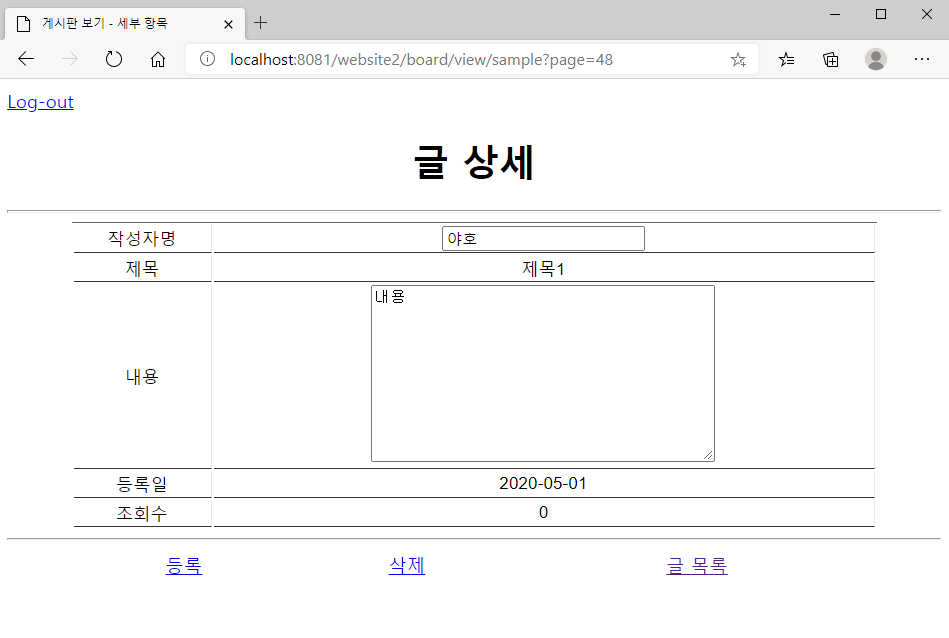 게시판 보기 - 세부 항목
localhost:8081/website2/board/view/sample?page=48
Log-out
글 상세
작성자명 야호
제목 제목1
내용 내용
등록일 2020-05-01
조회수 0
등록 삭제 글 목록